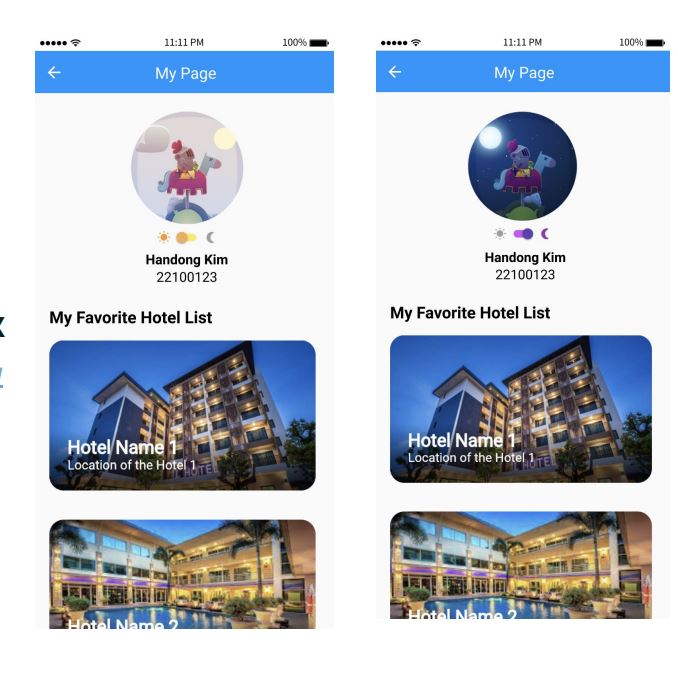 11:11 PM 100%
My Page
Handong Kim
22100123
My Favorite Hotel List
Hotel Name 1
Location of the Hotel 1
HOTEL
Hotel Name 2
11:11 PM 100%
My Page
Handong Kim
22100123
My Favorite Hotel List
Hotel Name 1
Location of the Hotel 1
HOTEL
Hotel Name 2